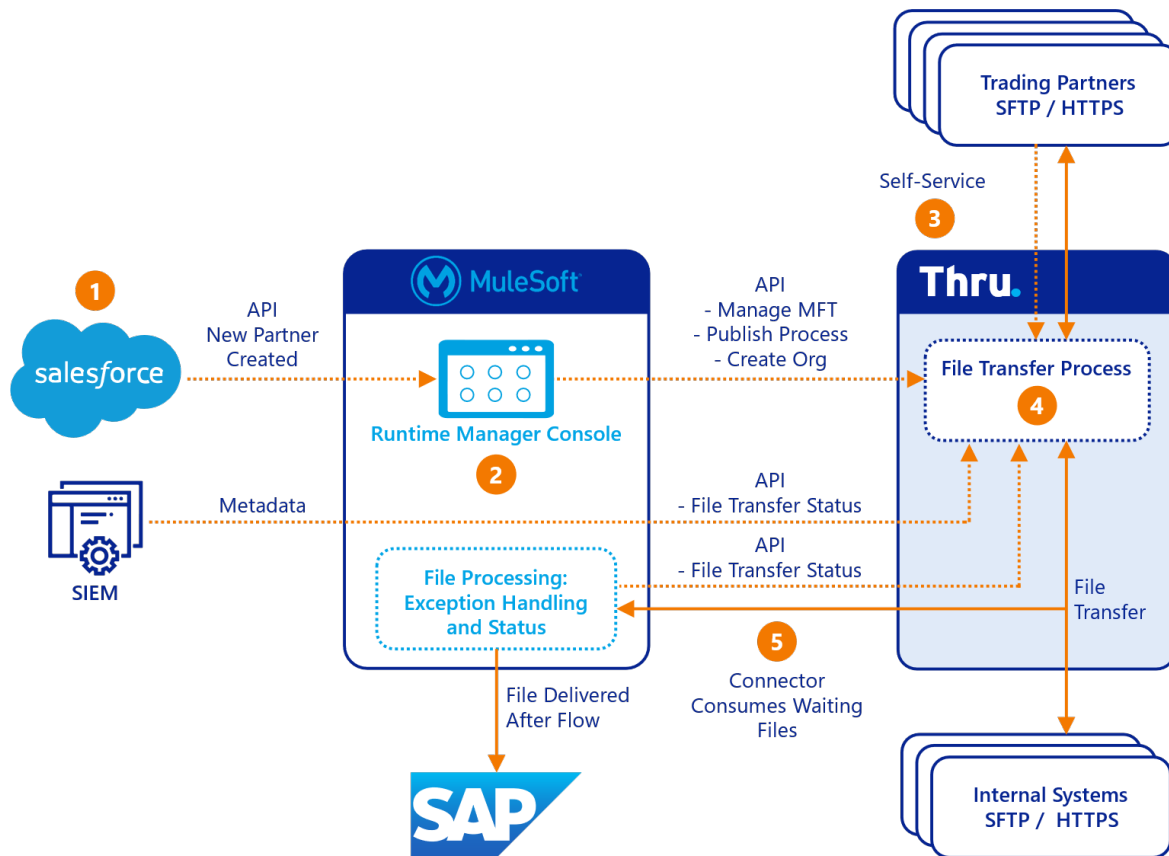 Trading Partners
SFTP / HTTPS
Self-Service
3
1
salesforce
API
New Partner
Created
MuleSoft
Runtime Manager Console
2
API
- Manage MFT
- Publish Process
- Create Org
Thru.
File Transfer Process
4
SIEM
Metadata
API
- File Transfer Status
API
- File Transfer Status
File Processing:
Exception Handling
and Status
File
Transfer
5
Connector
Consumes Waiting
Files
File Delivered
After Flow
SAP
Internal Systems
SFTP / HTTPS